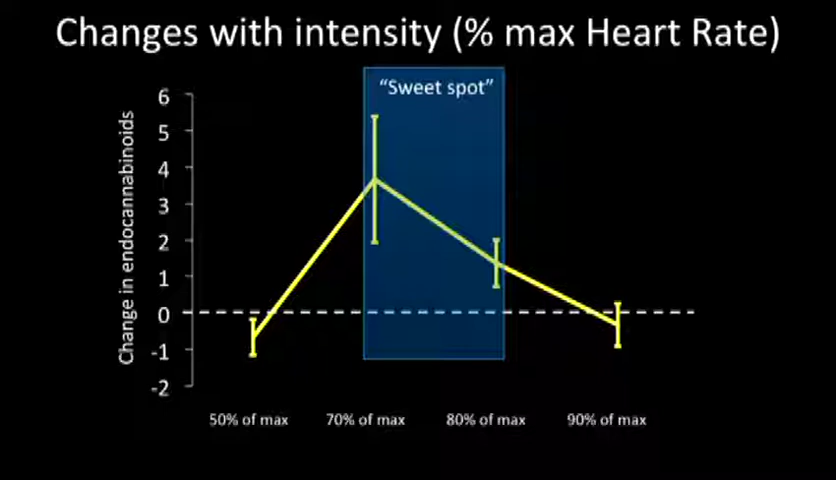 Changes with intensity (% max Heart Rate)
“Sweet spot”
Change in endocannabinoids
6
5
4
3
2
1
0
-1
-2
50% of max
70% of max
80% of max
90% of max